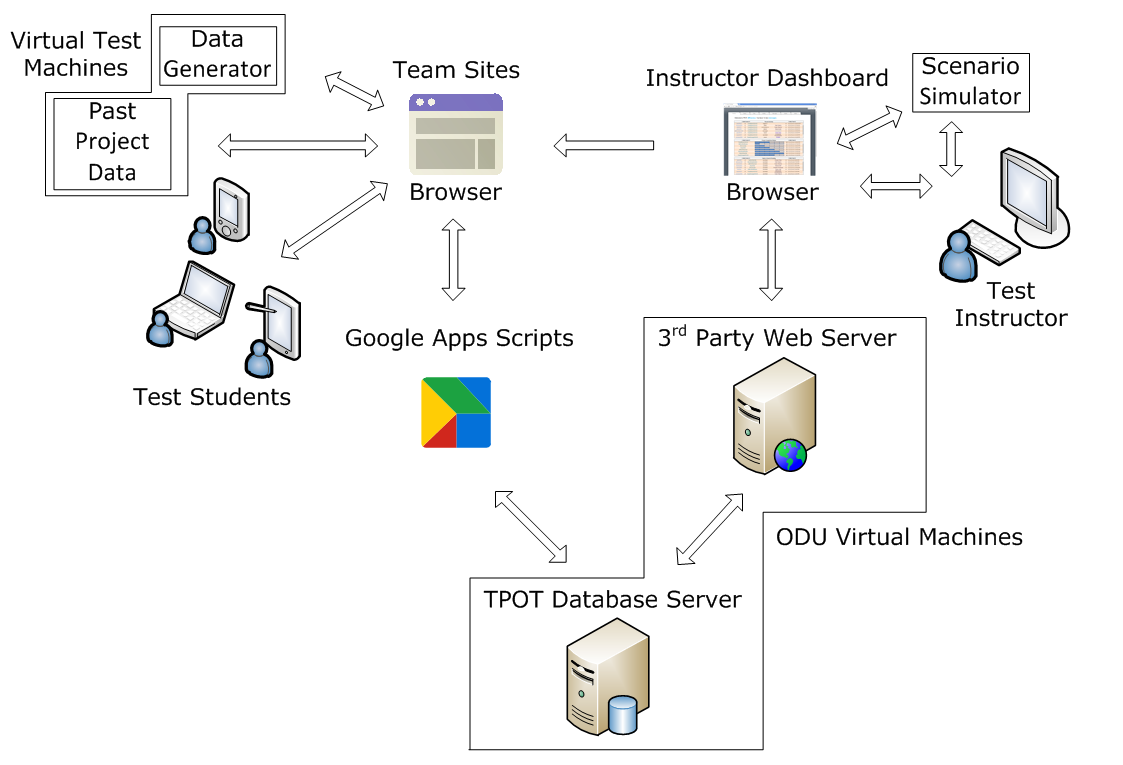 Virtual Test
Machines
Data
Generator
Past
Project
Data
Team Sites
Browser
Instructor Dashboard
Browser
Scenario
Simulator
Test
Instructor
Test Students
Google Apps Scripts
3rd Party Web Server
ODU Virtual Machines
TPOT Database Server